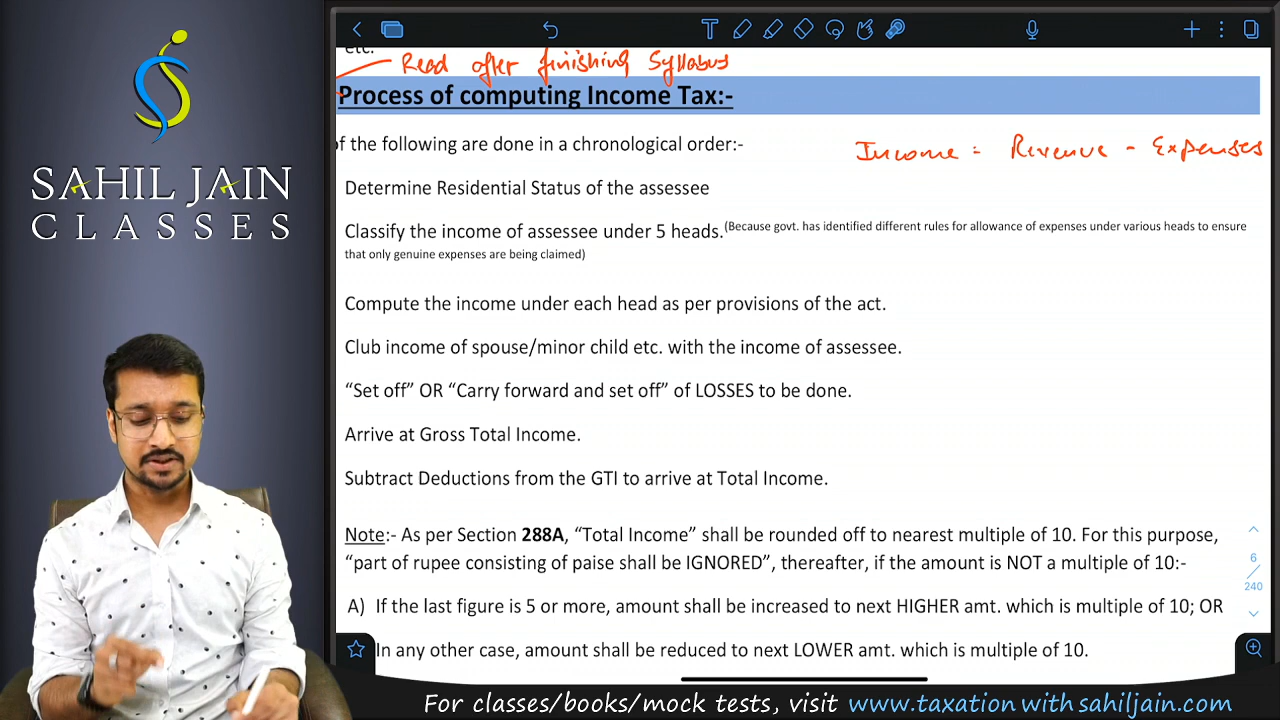 etc.
Read after finishing Syllabus
Process of computing Income Tax:-
of the following are done in a chronological order:-
Income = Revenue - Expenses
Determine Residential Status of the assessee
Classify the income of assessee under 5 heads.(Because govt. has identified different rules for allowance of expenses under various heads to ensure
that only genuine expenses are being claimed)
Compute the income under each head as per provisions of the act.
Club income of spouse/minor child etc. with the income of assessee.
“Set off” OR “Carry forward and set off” of LOSSES to be done.
Arrive at Gross Total Income.
Subtract Deductions from the GTI to arrive at Total Income.
Note:- As per Section 288A, “Total Income” shall be rounded off to nearest multiple of 10. For this purpose,
“part of rupee consisting of paise shall be IGNORED”, thereafter, if the amount is NOT a multiple of 10:-
A) If the last figure is 5 or more, amount shall be increased to next HIGHER amt. which is multiple of 10; OR
In any other case, amount shall be reduced to next LOWER amt. which is multiple of 10.
6
/
240
SAHIL JAIN
CLASSES
For classes/books/mock tests, visit www.taxationwithsahiljain.com